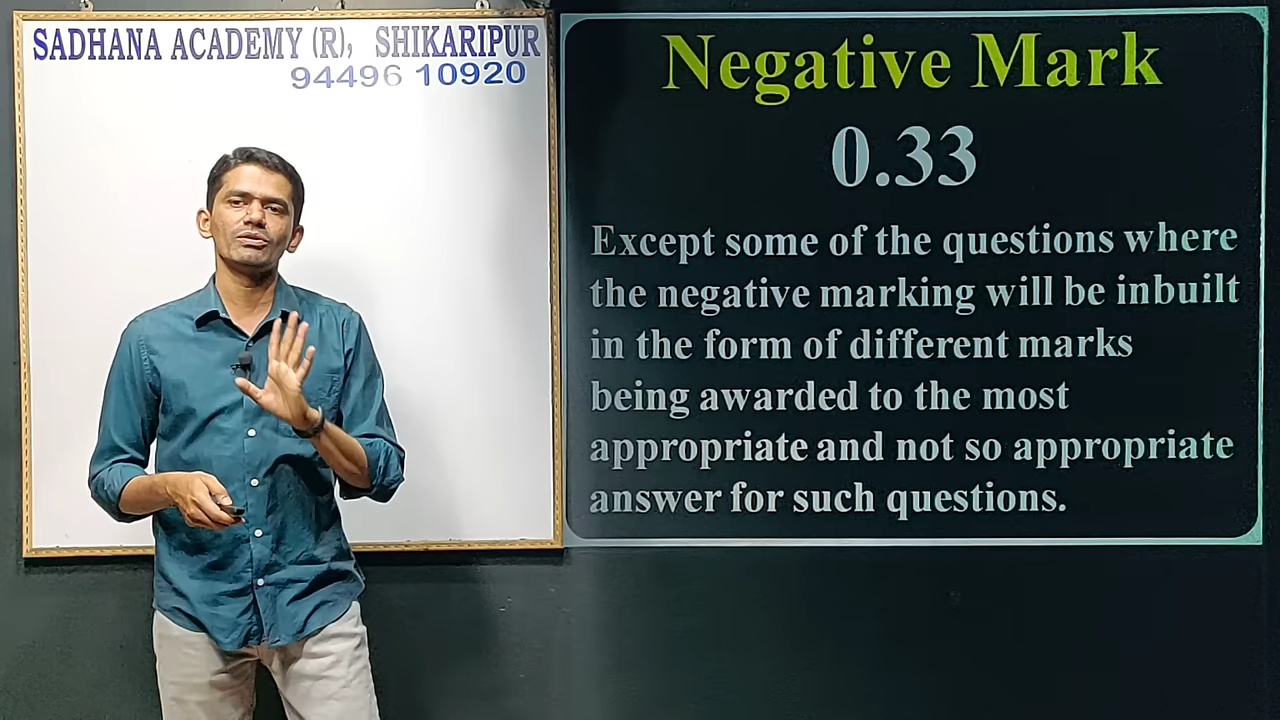 SADHANA ACADEMY (R), SHIKARIPUR
94496 10920
Negative Mark
0.33
Except some of the questions where
the negative marking will be inbuilt
in the form of different marks
being awarded to the most
appropriate and not so appropriate
answer for such questions.